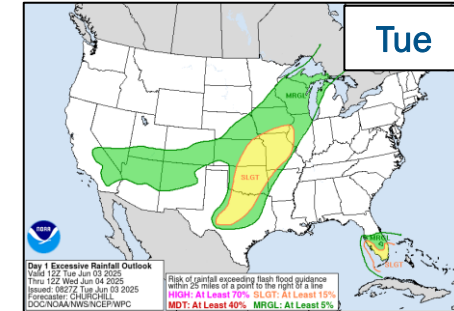 Tue
MRGL
SLGT
MRGL
SLGT
NOAA
Day 1 Excessive Rainfall Outlook
Valid 12Z Tue Jun 03 2025
Thru 12Z Wed Jun 04 2025
Issued: 0827Z Tue Jun 03 2025
Forecaster: CHURCHILL
DOC/NOAA/NWS/NCEP/WPC
Risk of rainfall exceeding flash flood guidance
within 25 miles of a point to the right of a line
HIGH: At Least 70% SLGT: At Least 15%
MDT: At Least 40% MRGL: At Least 5%